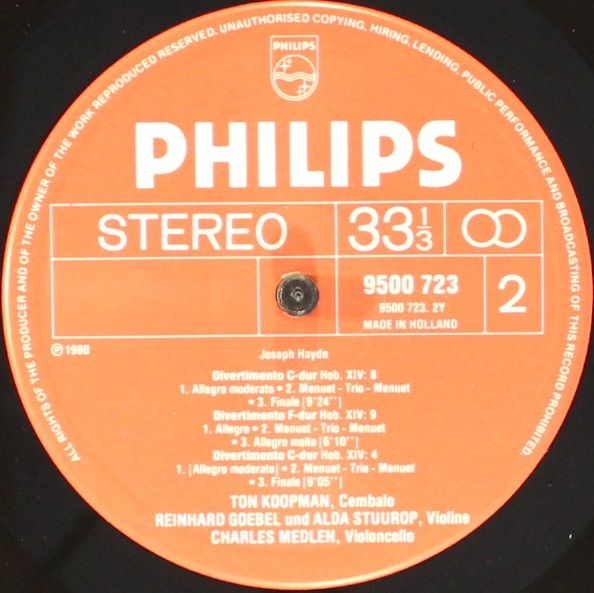 ALL RIGHTS OF THE PRODUCER AND OF THE OWNER OF THE WORK REPRODUCED RESERVED. UNAUTHORISED COPYING, HIRING, LENDING, PUBLIC PERFORMANCE AND BROADCASTING OF THIS RECORD PROHIBITED.
PHILIPS
PHILIPS
STEREO 33 1/3
9500 723
9500 723. 2Y
MADE IN HOLLAND
2
℗ 1980
Joseph Haydn
Divertimento C-dur Hob. XIV: 8
1. Allegro moderato • 2. Menuet - Trio - Menuet
• 3. Finale [9'24'']
Divertimento F-dur Hob. XIV: 9
1. Allegro • 2. Menuet - Trio - Menuet
• 3. Allegro molto [6'10'']
Divertimento C-dur Hob. XIV: 4
1. [Allegro moderato] • 2. Menuet - Trio - Menuet
• 3. Finale [9'05'']
TON KOOPMAN, Cembalo
REINHARD GOEBEL und ALDA STUUROP, Violine
CHARLES MEDLEN, Violoncello